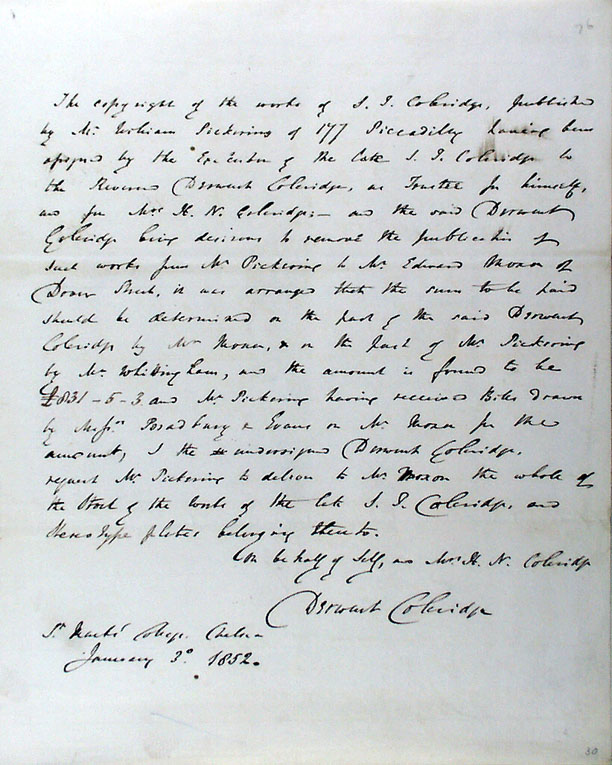 76
The copyright of the works of S. T. Coleridge, published
by Mr William Pickering of 177 Piccadilly having been
assigned by the Executor of the late S. T. Coleridge to
the Reverend Derwent Coleridge, as Trustee for himself,
and for Mrs H. N. Coleridge;— and the said Derwent
Coleridge being desirous to remove the publication of
such works from Mr Pickering to Mr Edward Moxon of
Dover Street, it was arranged that the sum to be paid
should be determined on the part of the said Derwent
Coleridge by Mr Moxon, & on the part of Mr Pickering
by Mr Whittingham, and the amount is found to be
£831-5-3 and Mr Pickering having received Bills drawn
by Messrs Bradbury & Evans on Mr Moxon for the
amount, I the undersigned Derwent Coleridge,
request Mr Pickering to deliver to Mr Moxon the whole of
the Stock of the works of the late S. T. Coleridge, and
Stereotype plates belonging thereto.
On behalf of self, and Mrs H. N. Coleridge
Derwent Coleridge
St Marks' College Chelsea
January 3o 1852.
30